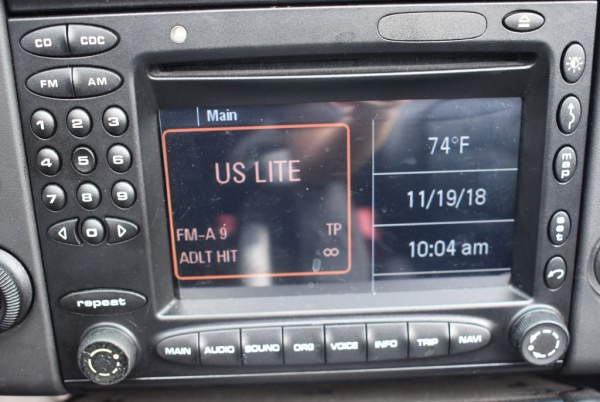 CD CDC
FM AM
1 2 3
4 5 6
7 8 9
0
repeat
Main
US LITE
FM-A 9 TP
ADLT HIT ∞
74°F
11/19/18
10:04 am
map
MAIN AUDIO SOUND ORG VOICE INFO TRIP NAVI